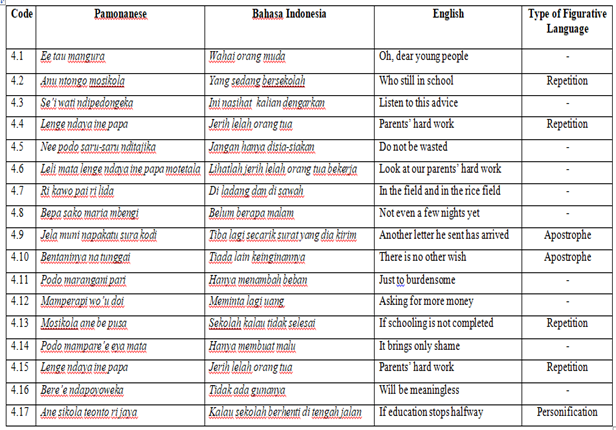 Code Pamonanese Bahasa Indonesia English Type of Figurative
Language
4.1 Ee tau mangura Wahai orang muda Oh, dear young people -
4.2 Anu ntongo mosikola Yang sedang bersekolah Who still in school Repetition
4.3 Se'i wati ndipedongeka Ini nasihat kalian dengarkan Listen to this advice -
4.4 Lenge ndaya ine papa Jerih lelah orang tua Parents' hard work Repetition
4.5 Nee podo saru-saru nditajika Jangan hanya disia-siakan Do not be wasted -
4.6 Leli mata lenge ndaya ine papa motetala Lihatlah jerih lelah orang tua bekerja Look at our parents' hard work -
4.7 Ri kawo pai ri lida Di ladang dan di sawah In the field and in the rice field -
4.8 Bepa sako maria mbengi Belum berapa malam Not even a few nights yet -
4.9 Jela muni napakatu sura kodi Tiba lagi secarik surat yang dia kirim Another letter he sent has arrived Apostrophe
4.10 Bentaninya na tunggai Tiada lain keinginannya There is no other wish Apostrophe
4.11 Podo marangani pari Hanya menambah beban Just to burdensome -
4.12 Mamperapi wo'u doi Meminta lagi uang Asking for more money -
4.13 Mosikola ane be pusa Sekolah kalau tidak selesai If schooling is not completed Repetition
4.14 Podo mampare'e eya mata Hanya membuat malu It brings only shame -
4.15 Lenge ndaya ine papa Jerih lelah orang tua Parents' hard work Repetition
4.16 Bere'e ndapoyoweka Tidak ada gunanya Will be meaningless -
4.17 Ane sikola teonto ri jaya Kalau sekolah berhenti di tengah jalan If education stops halfway Personification